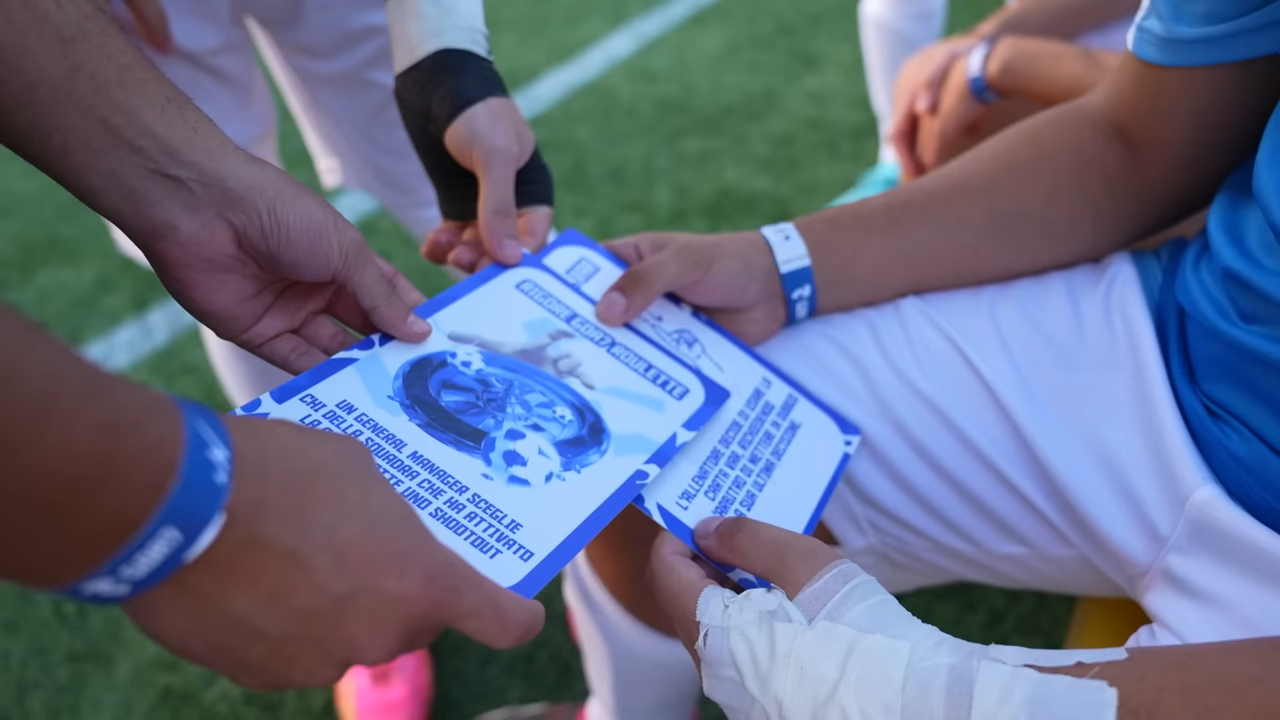 RIGORE GOAT ROULETTE
UN GENERAL MANAGER SCEGLIE
CHI DELLA SQUADRA CHE HA ATTIVATO
LA
UNO SHOOTOUT
L'ALLENATORE DECIDE DI USARE LA
CARTA VAR RICHIEDENDO
ARBITRO DI METTERE IN DUBBIO
SUA ULTIMA DECISIONE.